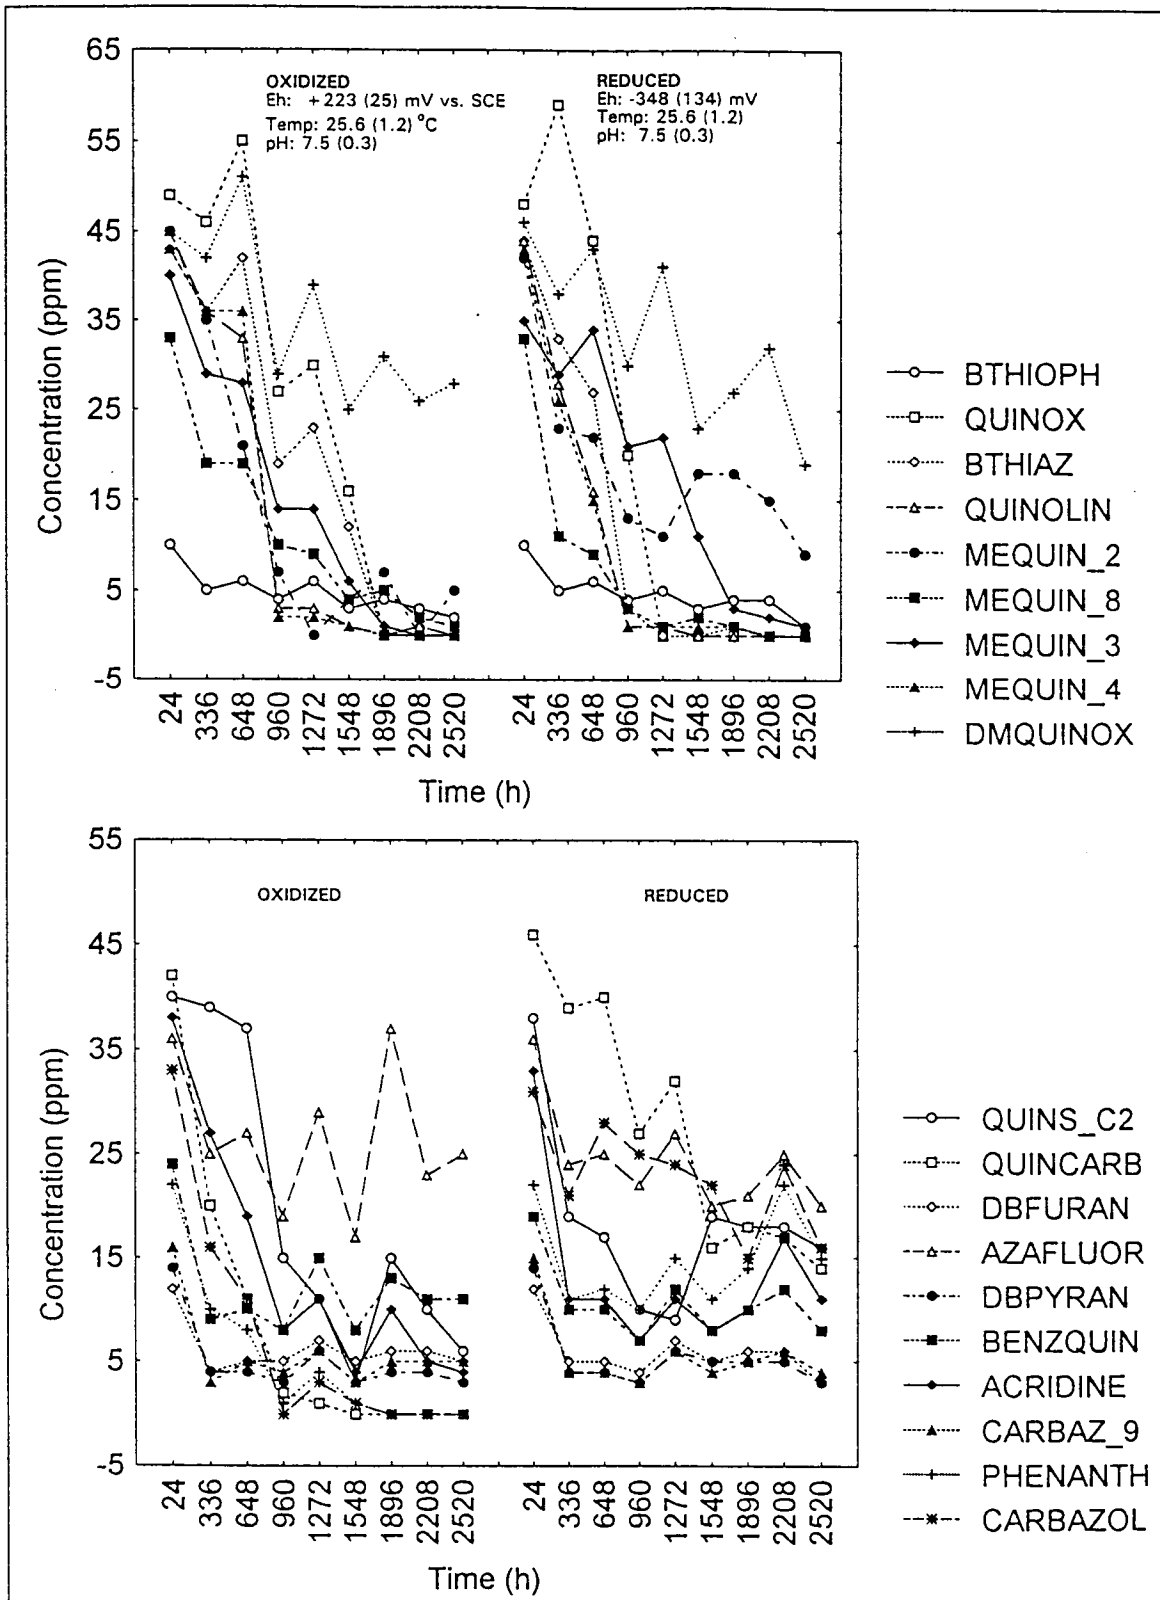 65
55
45
35
25
15
5
-5
Concentration (ppm)
OXIDIZED
Eh: +223 (25) mV vs. SCE
Temp: 25.6 (1.2) °C
pH: 7.5 (0.3)
REDUCED
Eh: -348 (134) mV
Temp: 25.6 (1.2)
pH: 7.5 (0.3)
24 336 648 960 1272 1548 1896 2208 2520
24 336 648 960 1272 1548 1896 2208 2520
Time (h)
BTHIOPH
QUINOX
BTHIAZ
QUINOLIN
MEQUIN_2
MEQUIN_8
MEQUIN_3
MEQUIN_4
DMQUINOX
55
45
35
25
15
5
-5
Concentration (ppm)
OXIDIZED
REDUCED
24 336 648 960 1272 1548 1896 2208 2520
24 336 648 960 1272 1548 1896 2208 2520
Time (h)
QUINS_C2
QUINCARB
DBFURAN
AZAFLUOR
DBPYRAN
BENZQUIN
ACRIDINE
CARBAZ_9
PHENANTH
CARBAZOL